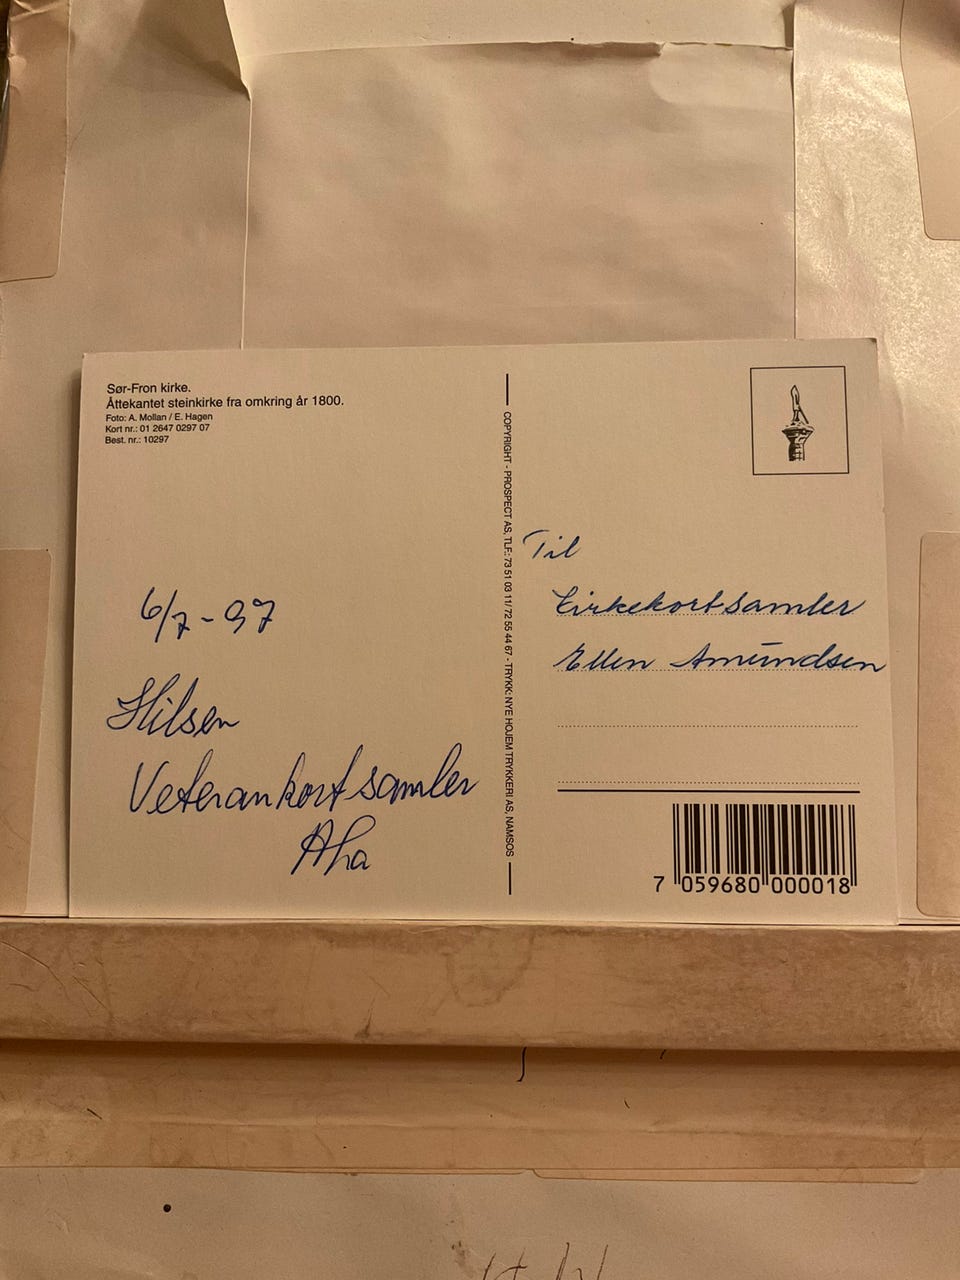 Sør-Fron kirke.
Åttekantet steinkirke fra omkring år 1800.
Foto: A. Mollan / E. Hagen
Kort nr.: 01 2647 0297 07
Best. nr.: 10297
6/7-97
Hilsen
Veterankortsamler
Aha
COPYRIGHT - PROSPECT AS, TLF.: 73 51 03 11/ 72 55 44 67 - TRYKK: NYE HOJEM TRYKKERI AS, NAMSOS
Til
Kirkekortsamler
Ellen Amundsen
7 059680 000018